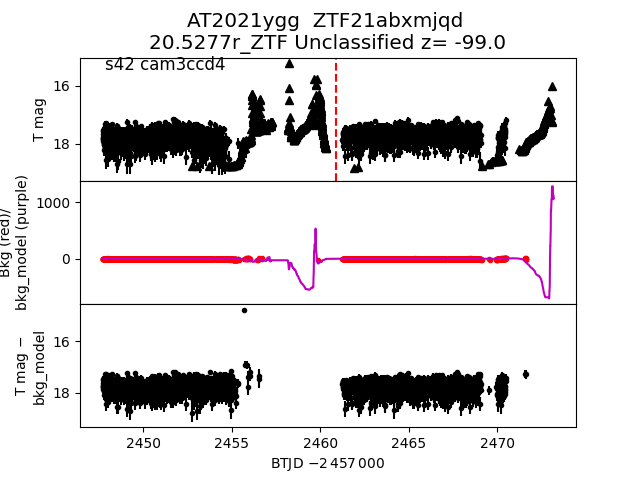 AT2021ygg  ZTF21abxmjqd
20.5277r_ZTF Unclassified z= -99.0
s42 cam3ccd4
T mag
16
18
Bkg (red)/
bkg_model (purple)
1000
0
T mag −
bkg_model
16
18
2450 2455 2460 2465 2470
BTJD −2 457 000